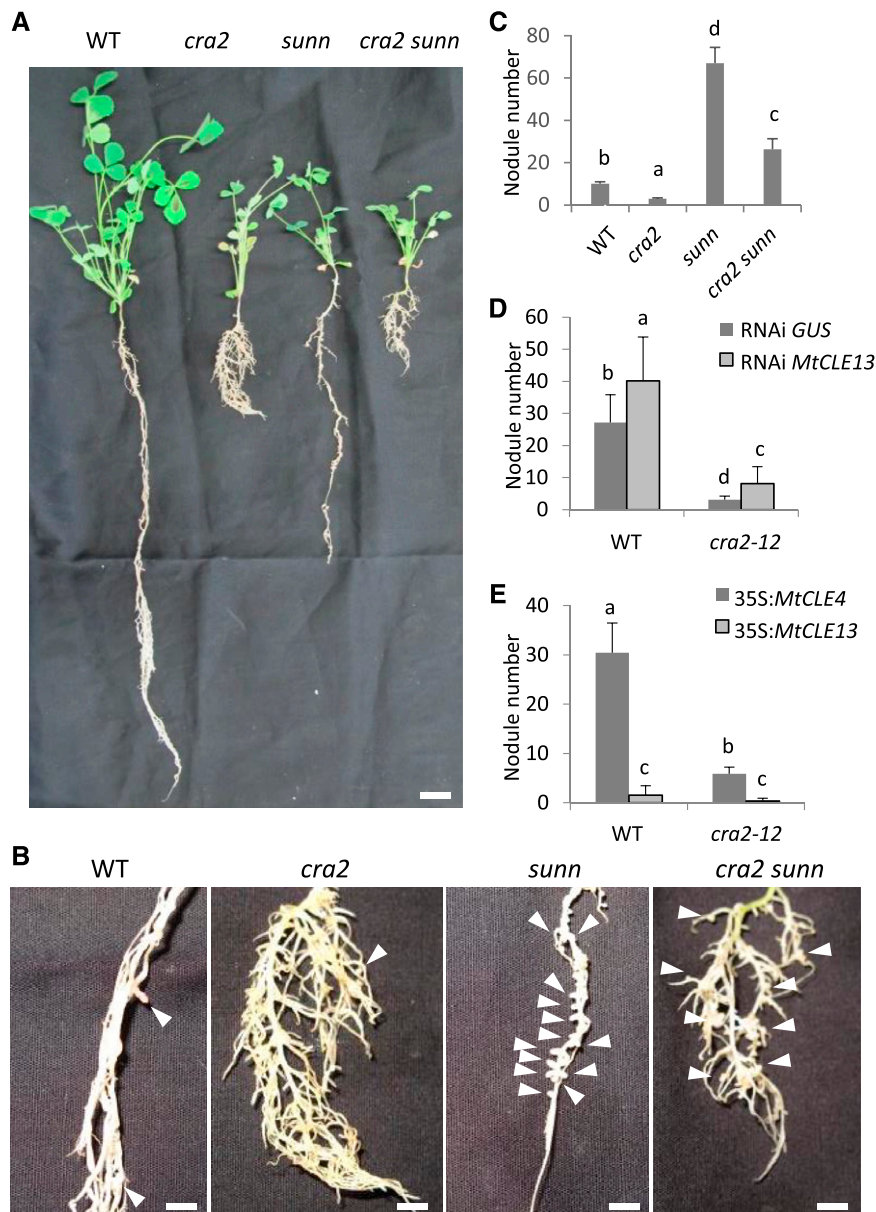 A
WT cra2 sunn cra2 sunn
C
Nodule number
80
60
40
20
0
b
a
d
c
WT
cra2
sunn
cra2 sunn
D
Nodule number
60
50
40
30
20
10
0
b
a
d
c
RNAi GUS
RNAi MtCLE13
WT
cra2-12
E
Nodule number
40
30
20
10
0
a
c
b
c
35S:MtCLE4
35S:MtCLE13
WT
cra2-12
B
WT cra2 sunn cra2 sunn